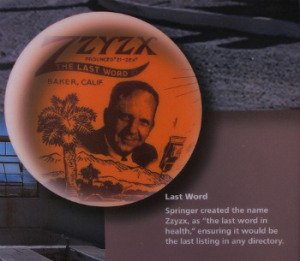 ZZYZX
PRONOUNCED "ZI-ZEX"
THE LAST WORD
BAKER, CALIF.
Last Word
Springer created the name
Zzyzx, as "the last word in
health," ensuring it would be
the last listing in any directory.